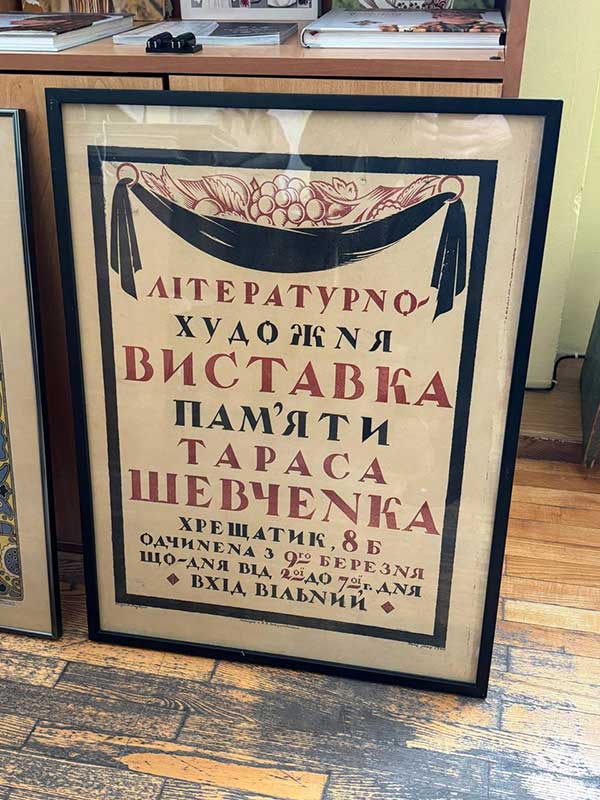 ЛІТЕРАТУРНО-
ХУДОЖНЯ
ВИСТАВКА
ПАМ'ЯТИ
ТАРАСА
ШЕВЧЕНКА
ХРЕЩАТИК, 8 Б
ОДЧИНЕНА З 9го БЕРЕЗНЯ
ЩО-ДНЯ ВІД 2ої ДО 7ої г. ДНЯ
ВХІД ВІЛЬНИЙ